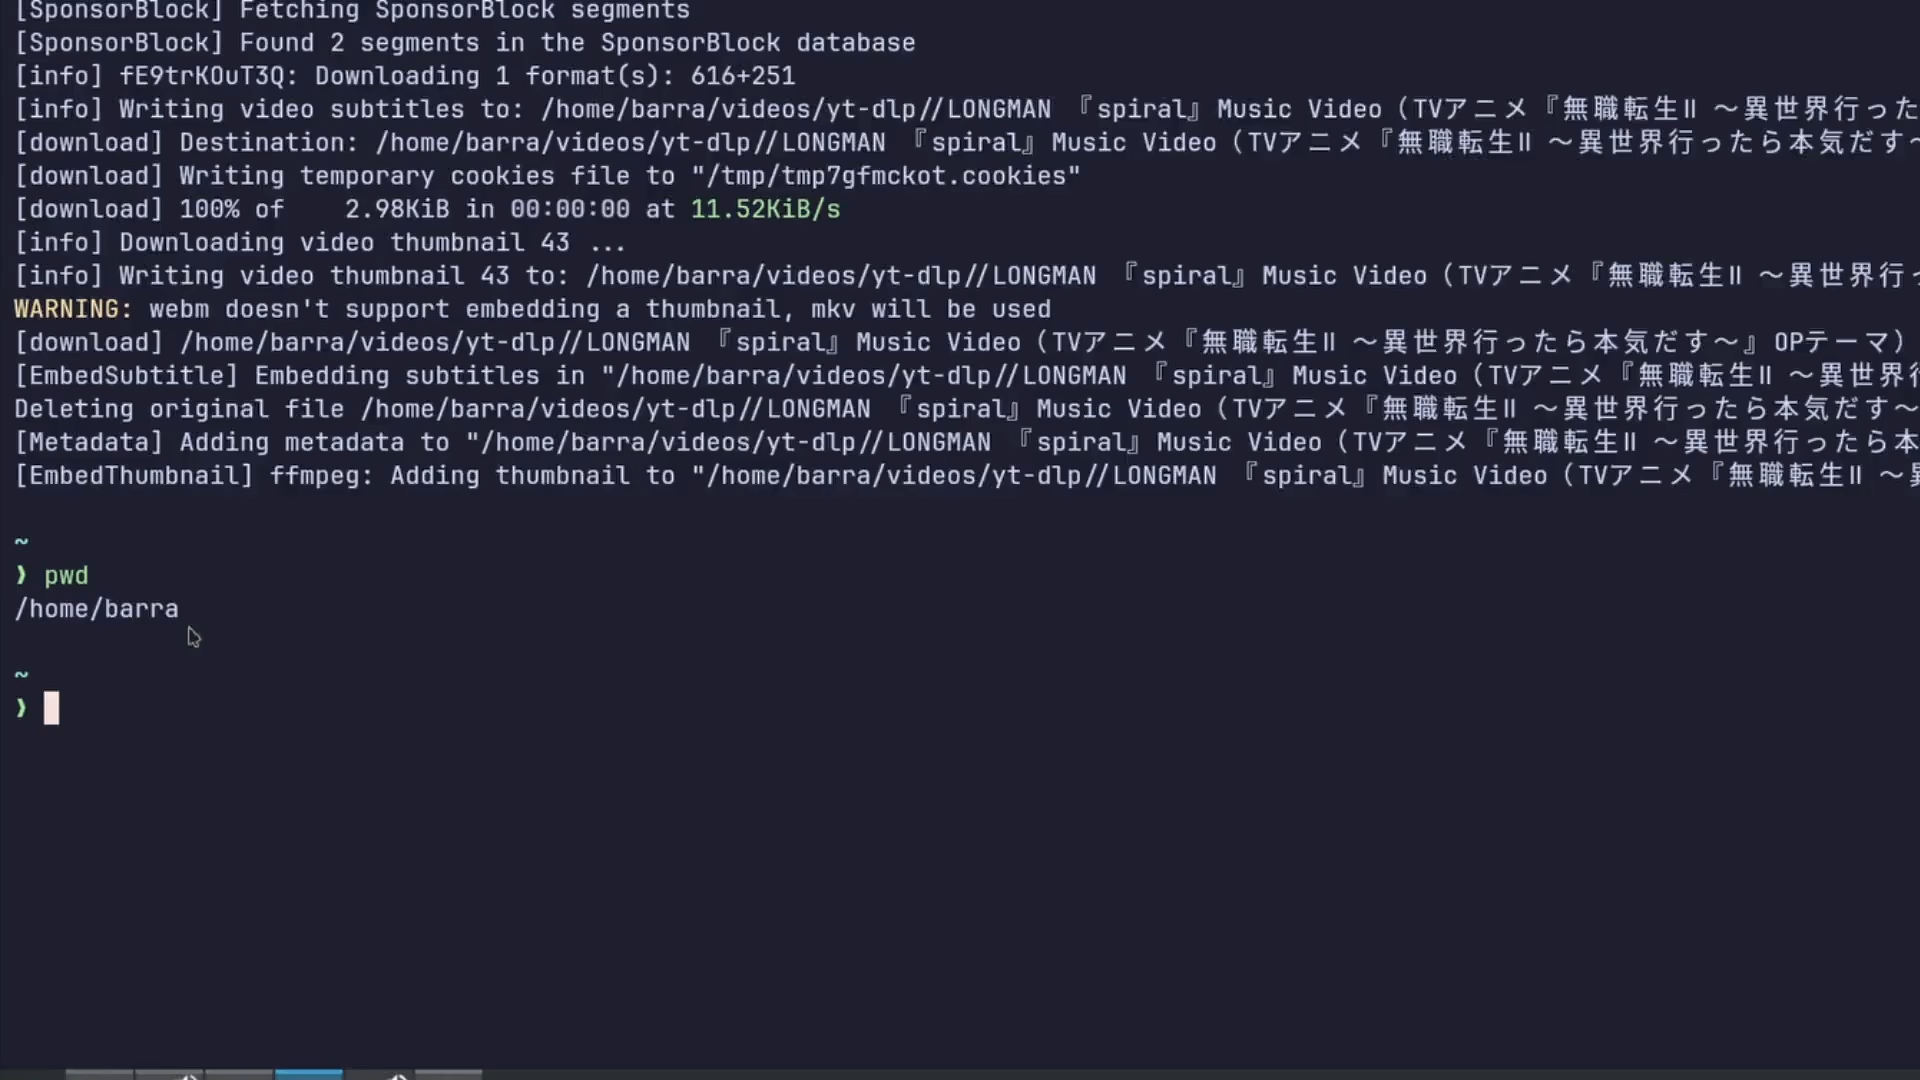 [SponsorBlock] Fetching SponsorBlock segments
[SponsorBlock] Found 2 segments in the SponsorBlock database
[info] fE9trKOuT3Q: Downloading 1 format(s): 616+251
[info] Writing video subtitles to: /home/barra/videos/yt-dlp//LONGMAN 『spiral』Music Video（TVアニメ『無職転生Ⅱ ～異世界行った
[download] Destination: /home/barra/videos/yt-dlp//LONGMAN 『spiral』Music Video（TVアニメ『無職転生Ⅱ ～異世界行ったら本気だす～
[download] Writing temporary cookies file to "/tmp/tmp7gfmckot.cookies"
[download] 100% of    2.98KiB in 00:00:00 at 11.52KiB/s
[info] Downloading video thumbnail 43 ...
[info] Writing video thumbnail 43 to: /home/barra/videos/yt-dlp//LONGMAN 『spiral』Music Video（TVアニメ『無職転生Ⅱ ～異世界行っ
WARNING: webm doesn't support embedding a thumbnail, mkv will be used
[download] /home/barra/videos/yt-dlp//LONGMAN 『spiral』Music Video（TVアニメ『無職転生Ⅱ ～異世界行ったら本気だす～』OPテーマ）
[EmbedSubtitle] Embedding subtitles in "/home/barra/videos/yt-dlp//LONGMAN 『spiral』Music Video（TVアニメ『無職転生Ⅱ ～異世界行
Deleting original file /home/barra/videos/yt-dlp//LONGMAN 『spiral』Music Video（TVアニメ『無職転生Ⅱ ～異世界行ったら本気だす～
[Metadata] Adding metadata to "/home/barra/videos/yt-dlp//LONGMAN 『spiral』Music Video（TVアニメ『無職転生Ⅱ ～異世界行ったら本
[EmbedThumbnail] ffmpeg: Adding thumbnail to "/home/barra/videos/yt-dlp//LONGMAN 『spiral』Music Video（TVアニメ『無職転生Ⅱ ～異
~
❯ pwd
/home/barra
~
❯